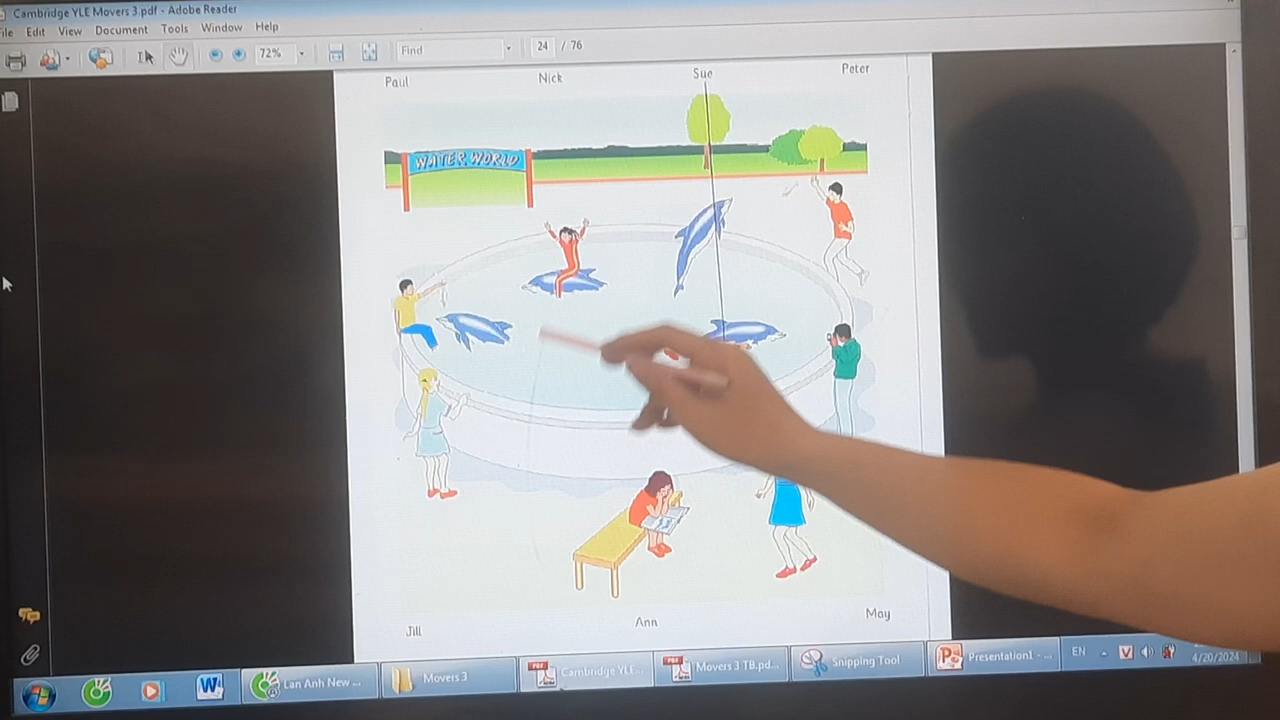 Cambridge YLE Movers 3.pdf - Adobe Reader
File Edit View Document Tools Window Help
72% Find 24 / 76
Paul Nick Sue Peter
WATER WORLD
Jill Ann May
Lan Anh New ... Movers 3 Cambridge YLE... Movers 3 TB.pd... Snipping Tool Presentation1 - ... EN
4/20/2024